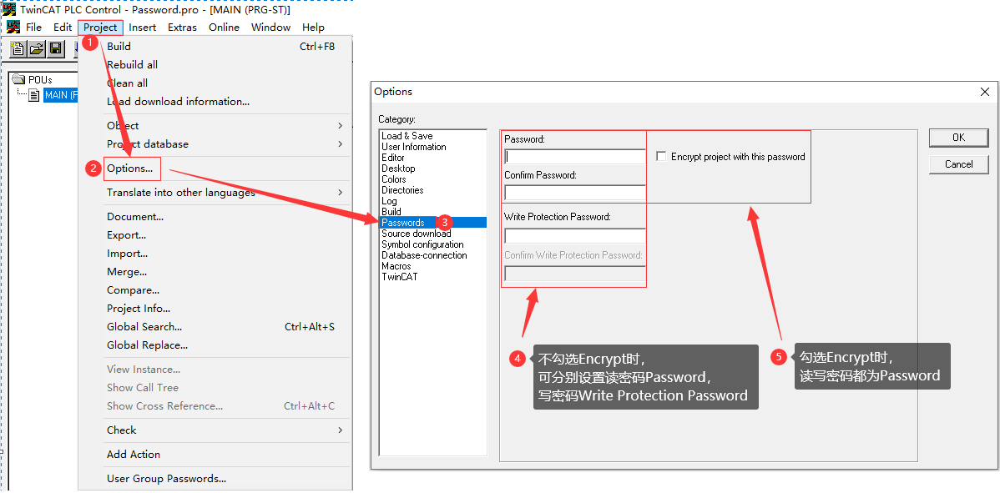 TwinCAT PLC Control - Password.pro - [MAIN (PRG-ST)]
File Edit Project Insert Extras Online Window Help
1
Build Ctrl+F8
Rebuild all
Clean all
Load download information...
Object
Project database
2
Options...
Translate into other languages
Document...
Export...
Import...
Merge...
Compare...
Project Info...
Global Search... Ctrl+Alt+S
Global Replace...
View Instance...
Show Call Tree
Show Cross Reference... Ctrl+Alt+C
Check
Add Action
User Group Passwords...
POUs
MAIN (F
Options
Category:
Load & Save
User Information
Editor
Desktop
Colors
Directories
Log
Build
Passwords 3
Source download
Symbol configuration
Database-connection
Macros
TwinCAT
Password:
Encrypt project with this password
Confirm Password:
Write Protection Password:
Confirm Write Protection Password:
OK
Cancel
4
不勾选Encrypt时，
可分别设置读密码Password，
写密码Write Protection Password
5
勾选Encrypt时，
读写密码都为Password